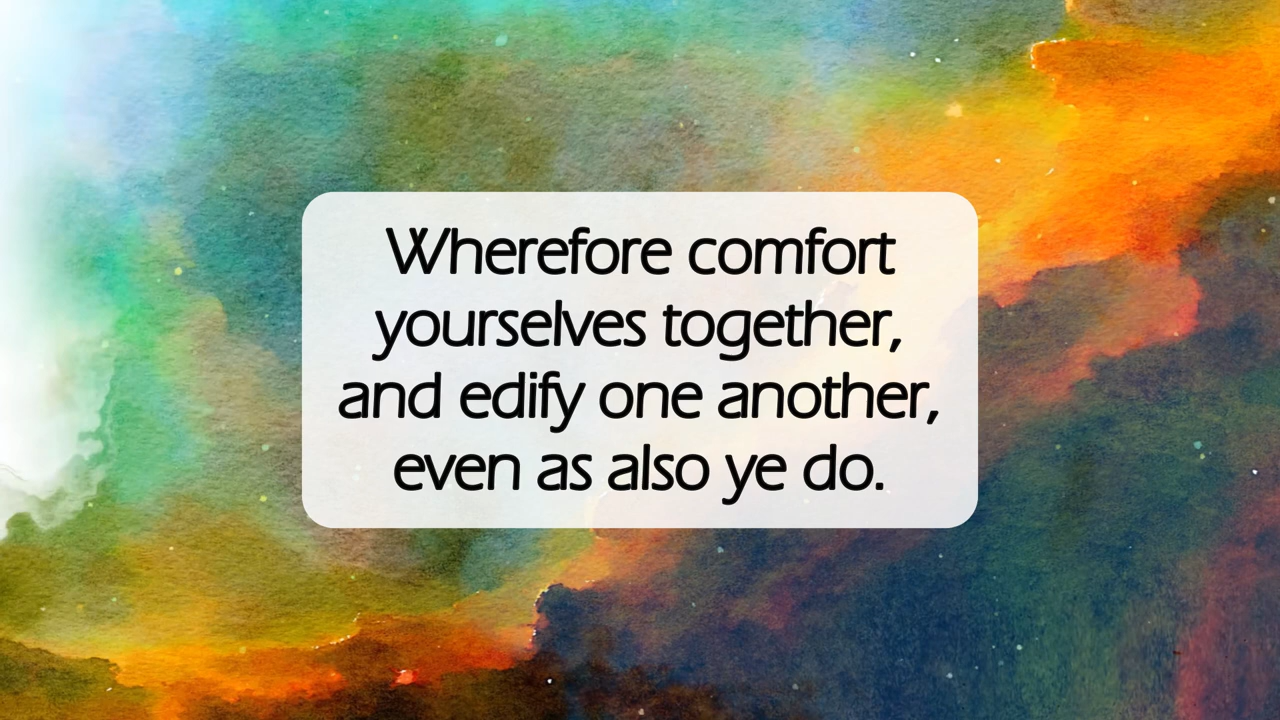 Wherefore comfort
yourselves together,
and edify one another,
even as also ye do.